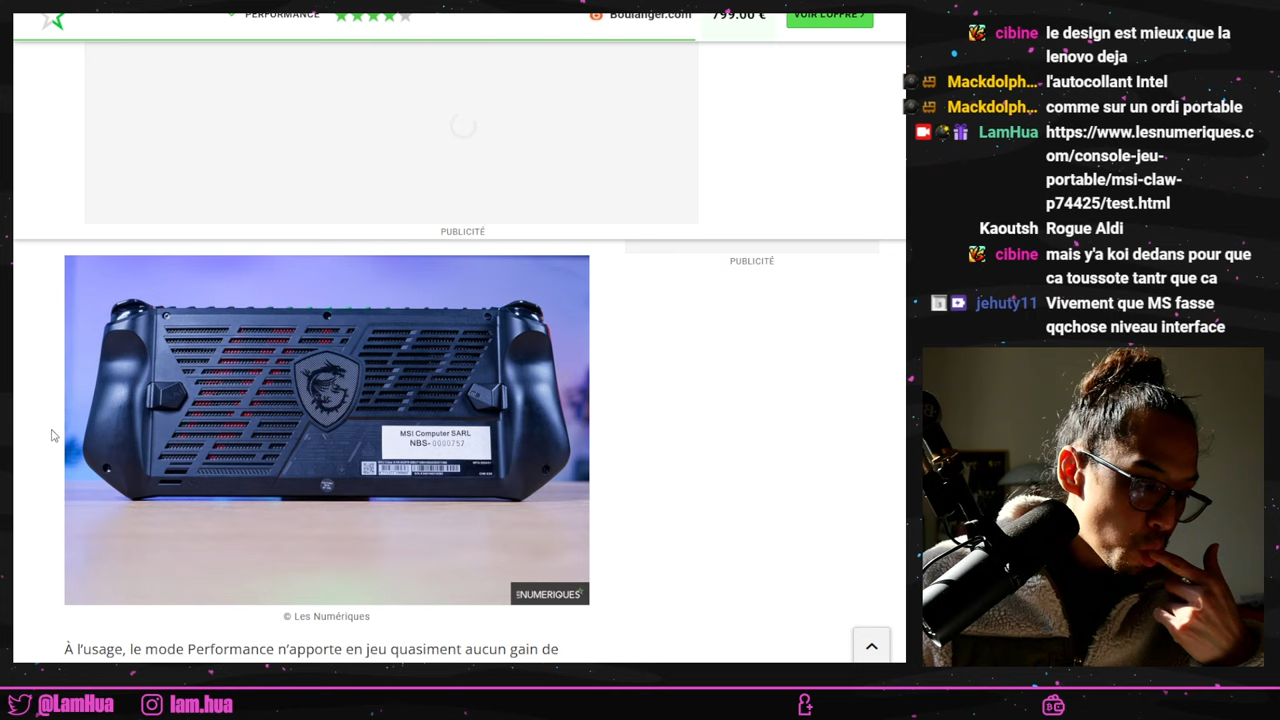 PERFORMANCE
Boulanger.com
799.00 €
VOIR L'OFFRE >
PUBLICITÉ
PUBLICITÉ
MSI Computer SARL
NBS-0000757
LES NUMERIQUES
© Les Numériques
À l'usage, le mode Performance n'apporte en jeu quasiment aucun gain de
cibine le design est mieux que la
lenovo deja
Mackdolph... l'autocollant Intel
Mackdolph... comme sur un ordi portable
LamHua https://www.lesnumeriques.c
om/console-jeu-
portable/msi-claw-
p74425/test.html
Kaoutsh Rogue Aldi
cibine mais y'a koi dedans pour que
ca toussote tantr que ca
jehuty11 Vivement que MS fasse
qqchose niveau interface
@LamHua
lam.hua